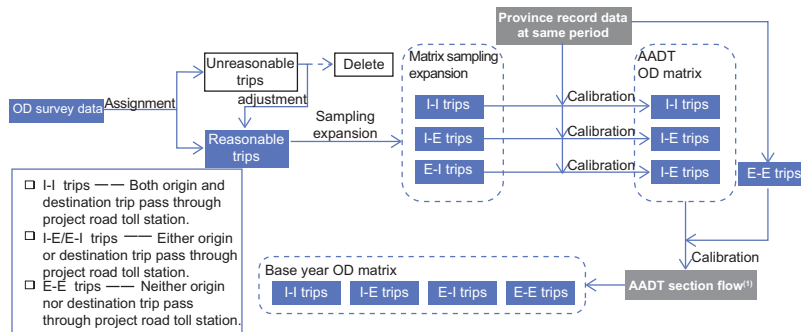 Province record data
at same period
Unreasonable
trips
Delete
Matrix sampling
expansion
AADT
OD matrix
OD survey data
Assignment
adjustment
Sampling
expansion
Reasonable
trips
I-I trips
Calibration
I-I trips
I-E trips
Calibration
I-E trips
E-I trips
Calibration
I-E trips
E-E trips
I-I trips —— Both origin and
destination trip pass through
project road toll station.
I-E/E-I trips —— Either origin
or destination trip pass through
project road toll station.
E-E trips —— Neither origin
nor destination trip pass
through project road toll station.
Calibration
Base year OD matrix
I-I trips
I-E trips
E-I trips
E-E trips
AADT section flow(1)